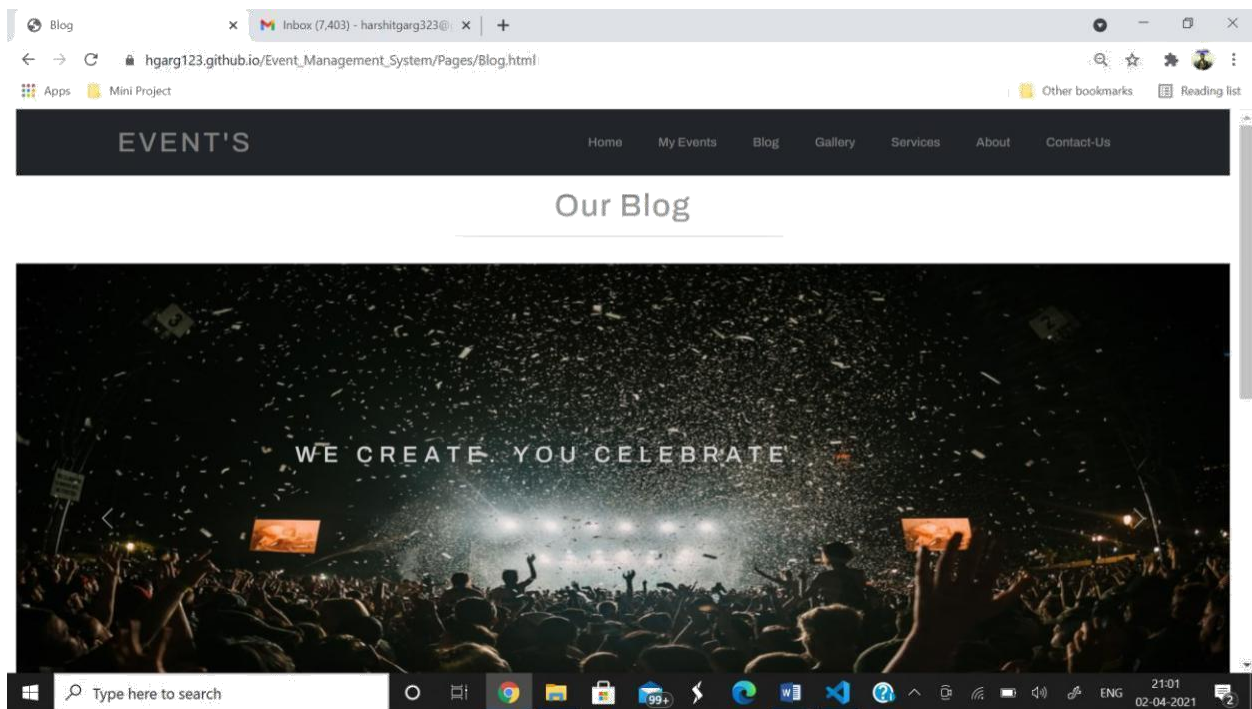 Blog
Inbox (7,403) - harshitgarg323@
hgarg123.github.io/Event_Management_System/Pages/Blog.html
Apps Mini Project Other bookmarks Reading list
EVENT'S Home My Events Blog Gallery Services About Contact-Us
Our Blog
WE CREATE. YOU CELEBRATE.
Type here to search 99+ ENG 21:01
02-04-2021 2